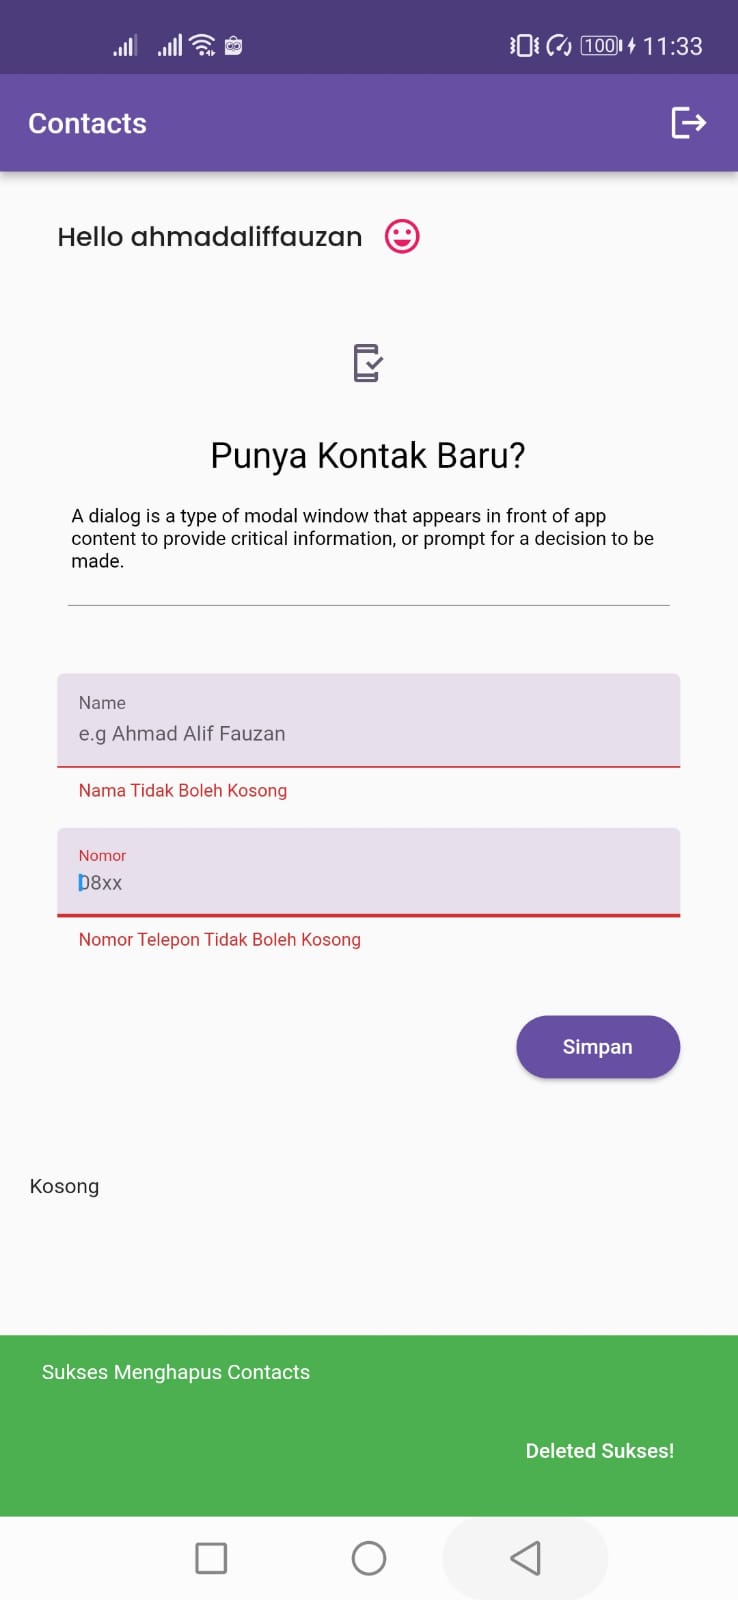 100 11:33
Contacts
Hello ahmadaliffauzan
Punya Kontak Baru?
A dialog is a type of modal window that appears in front of app
content to provide critical information, or prompt for a decision to be
made.
Name
e.g Ahmad Alif Fauzan
Nama Tidak Boleh Kosong
Nomor
08xx
Nomor Telepon Tidak Boleh Kosong
Simpan
Kosong
Sukses Menghapus Contacts
Deleted Sukses!